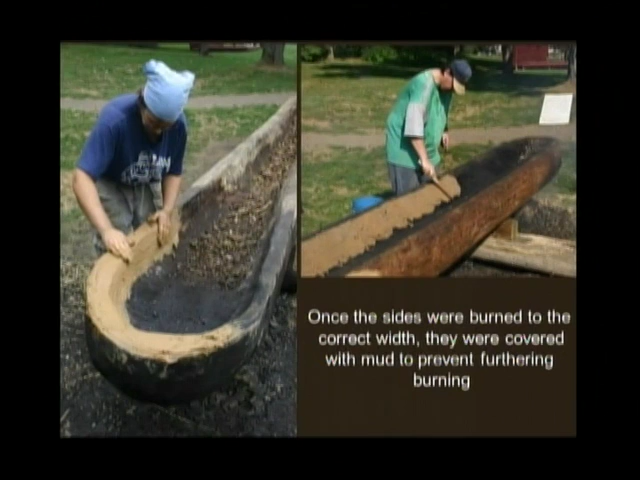 Once the sides were burned to the
correct width, they were covered
with mud to prevent furthering
burning